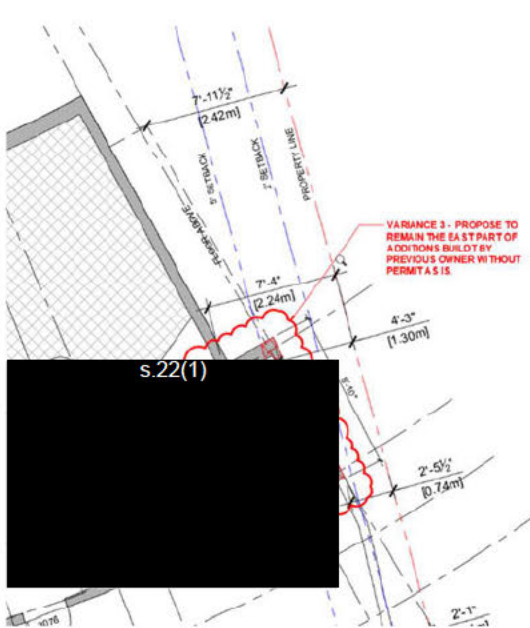 7'-11½"
[2.42m]
5' SETBACK
2' SETBACK
PROPERTY LINE
FLOOR ABOVE
VARIANCE 3 - PROPOSE TO
REMAIN THE EAST PART OF
ADDITIONS BUILDT BY
PREVIOUS OWNER WITHOUT
PERMIT AS IS.
7'-4"
[2.24m]
4'-3"
[1.30m]
s.22(1)
2'-5½"
[0.74m]
2'-1"